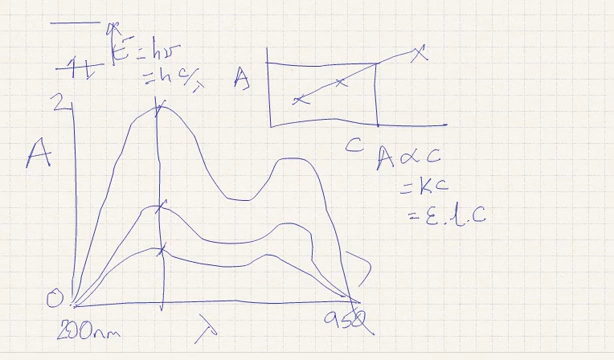 E = hν
= hc/λ
A
C
A ∝ C
= KC
= ε.l.C
2
A
0
200nm
λ
950